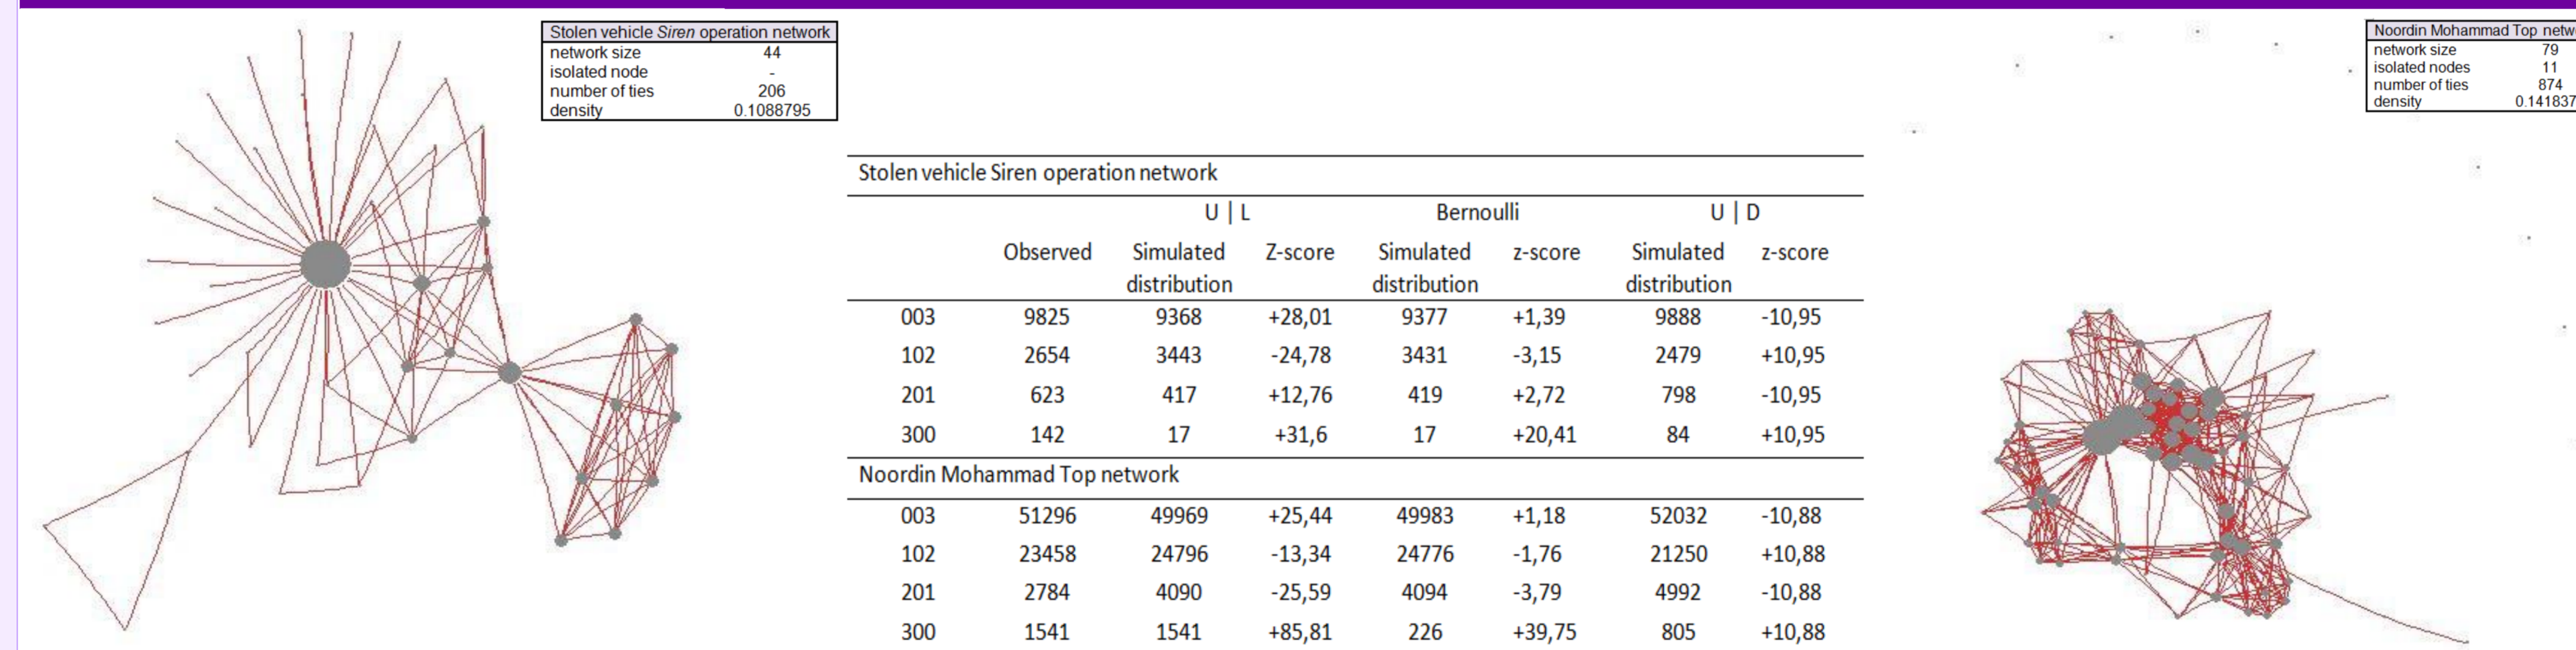 Stolen vehicle Siren operation network
network size 44
isolated node -
number of ties 206
density 0.1088795
Stolen vehicle Siren operation network
U | L Bernoulli U | D
Observed Simulated distribution Z-score Simulated distribution z-score Simulated distribution z-score
003 9825 9368 +28,01 9377 +1,39 9888 -10,95
102 2654 3443 -24,78 3431 -3,15 2479 +10,95
201 623 417 +12,76 419 +2,72 798 -10,95
300 142 17 +31,6 17 +20,41 84 +10,95
Noordin Mohammad Top network
003 51296 49969 +25,44 49983 +1,18 52032 -10,88
102 23458 24796 -13,34 24776 -1,76 21250 +10,88
201 2784 4090 -25,59 4094 -3,79 4992 -10,88
300 1541 1541 +85,81 226 +39,75 805 +10,88
Noordin Mohammad Top netw
network size 79
isolated nodes 11
number of ties 874
density 0.141837